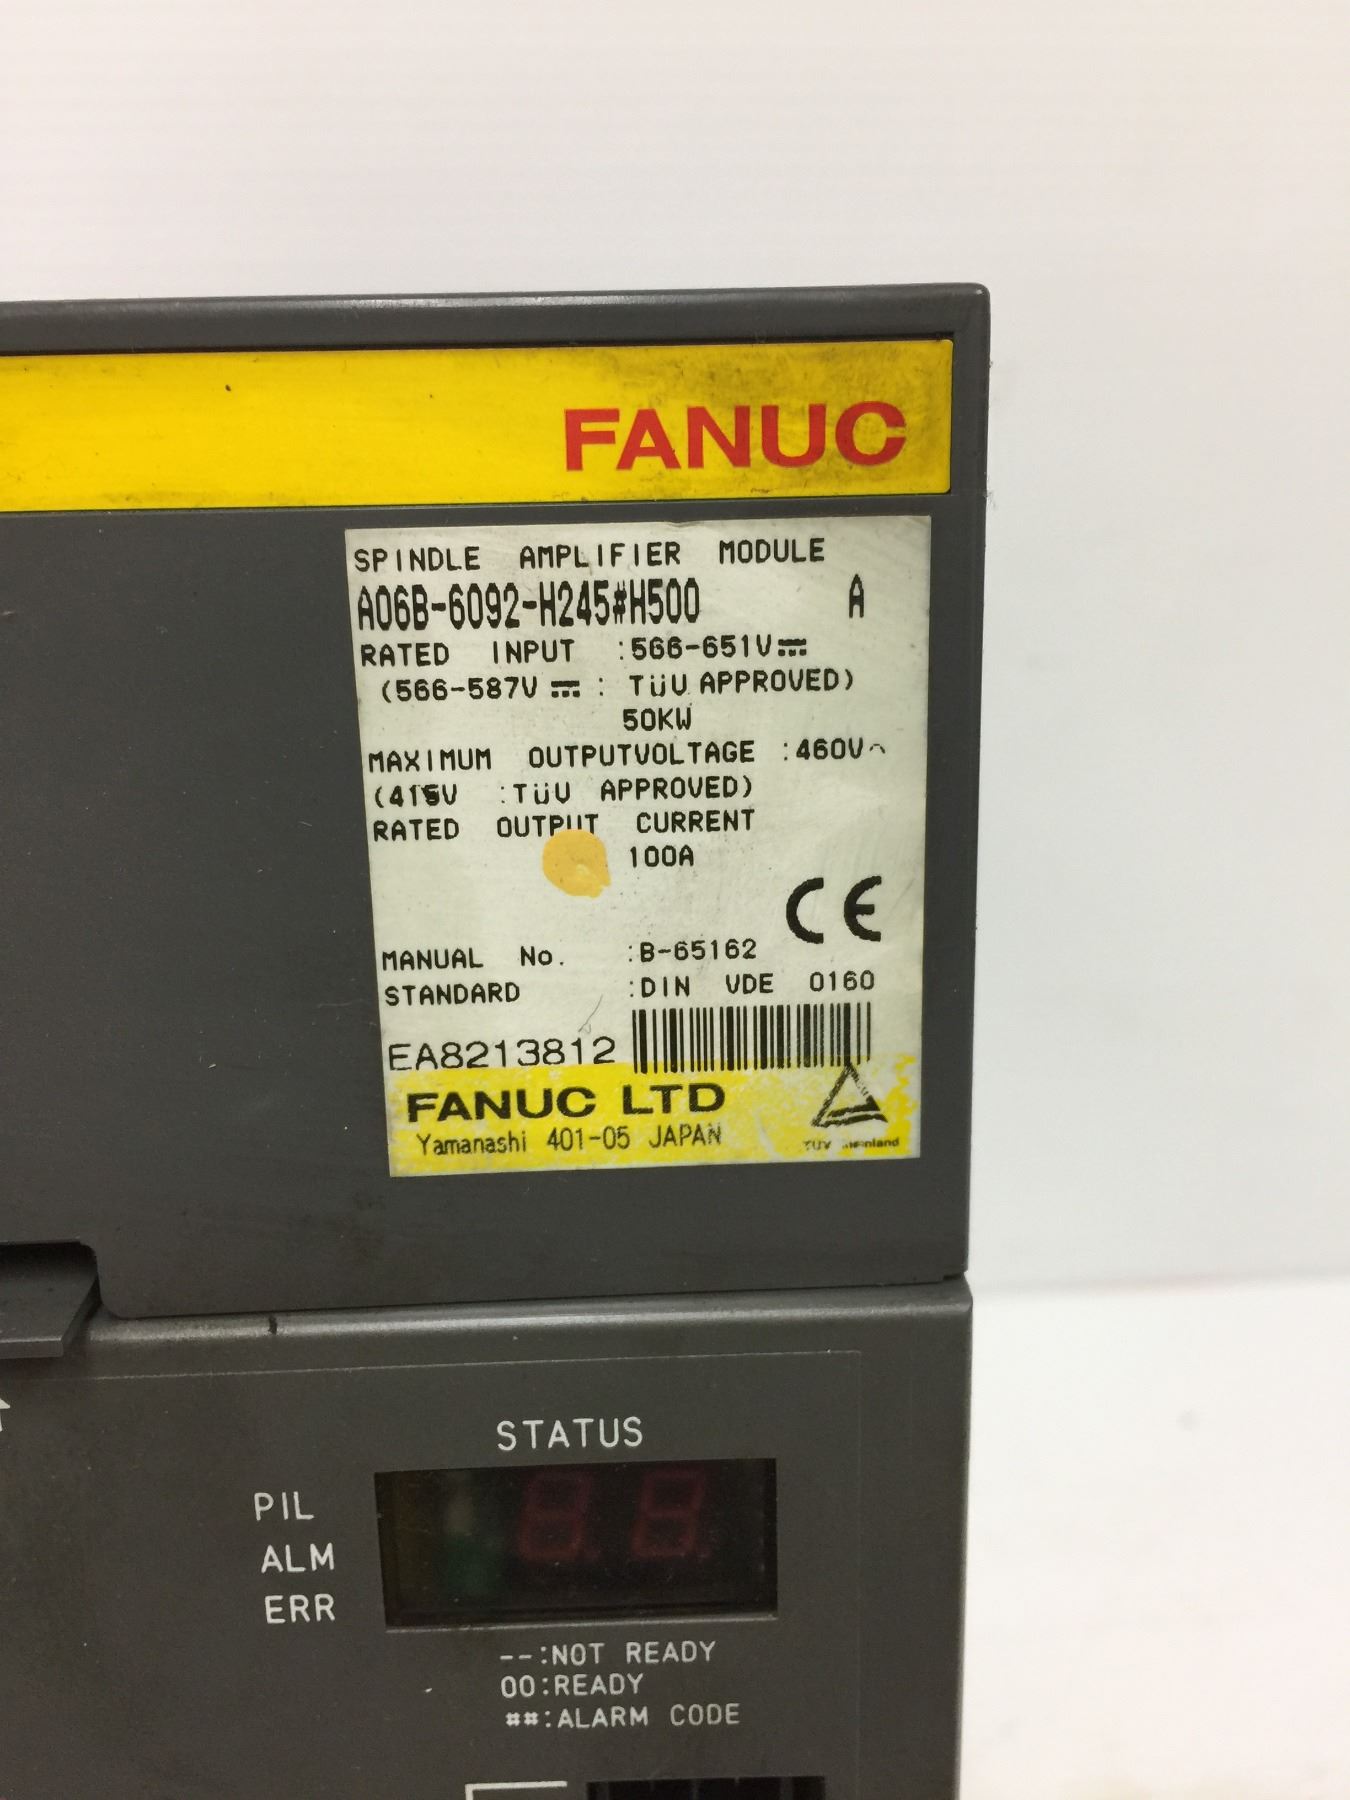 FANUC
SPINDLE AMPLIFIER MODULE
A06B-6092-H245#H500 A
RATED INPUT :566-651V⎓
(566-587V⎓ : TüV APPROVED)
50KW
MAXIMUM OUTPUTVOLTAGE :460V~
(415V :TüV APPROVED)
RATED OUTPUT CURRENT
100A
CE
MANUAL No. :B-65162
STANDARD :DIN VDE 0160
EA8213812
FANUC LTD
Yamanashi 401-05 JAPAN
TUV
STATUS
PIL
ALM
ERR
--:NOT READY
00:READY
##:ALARM CODE